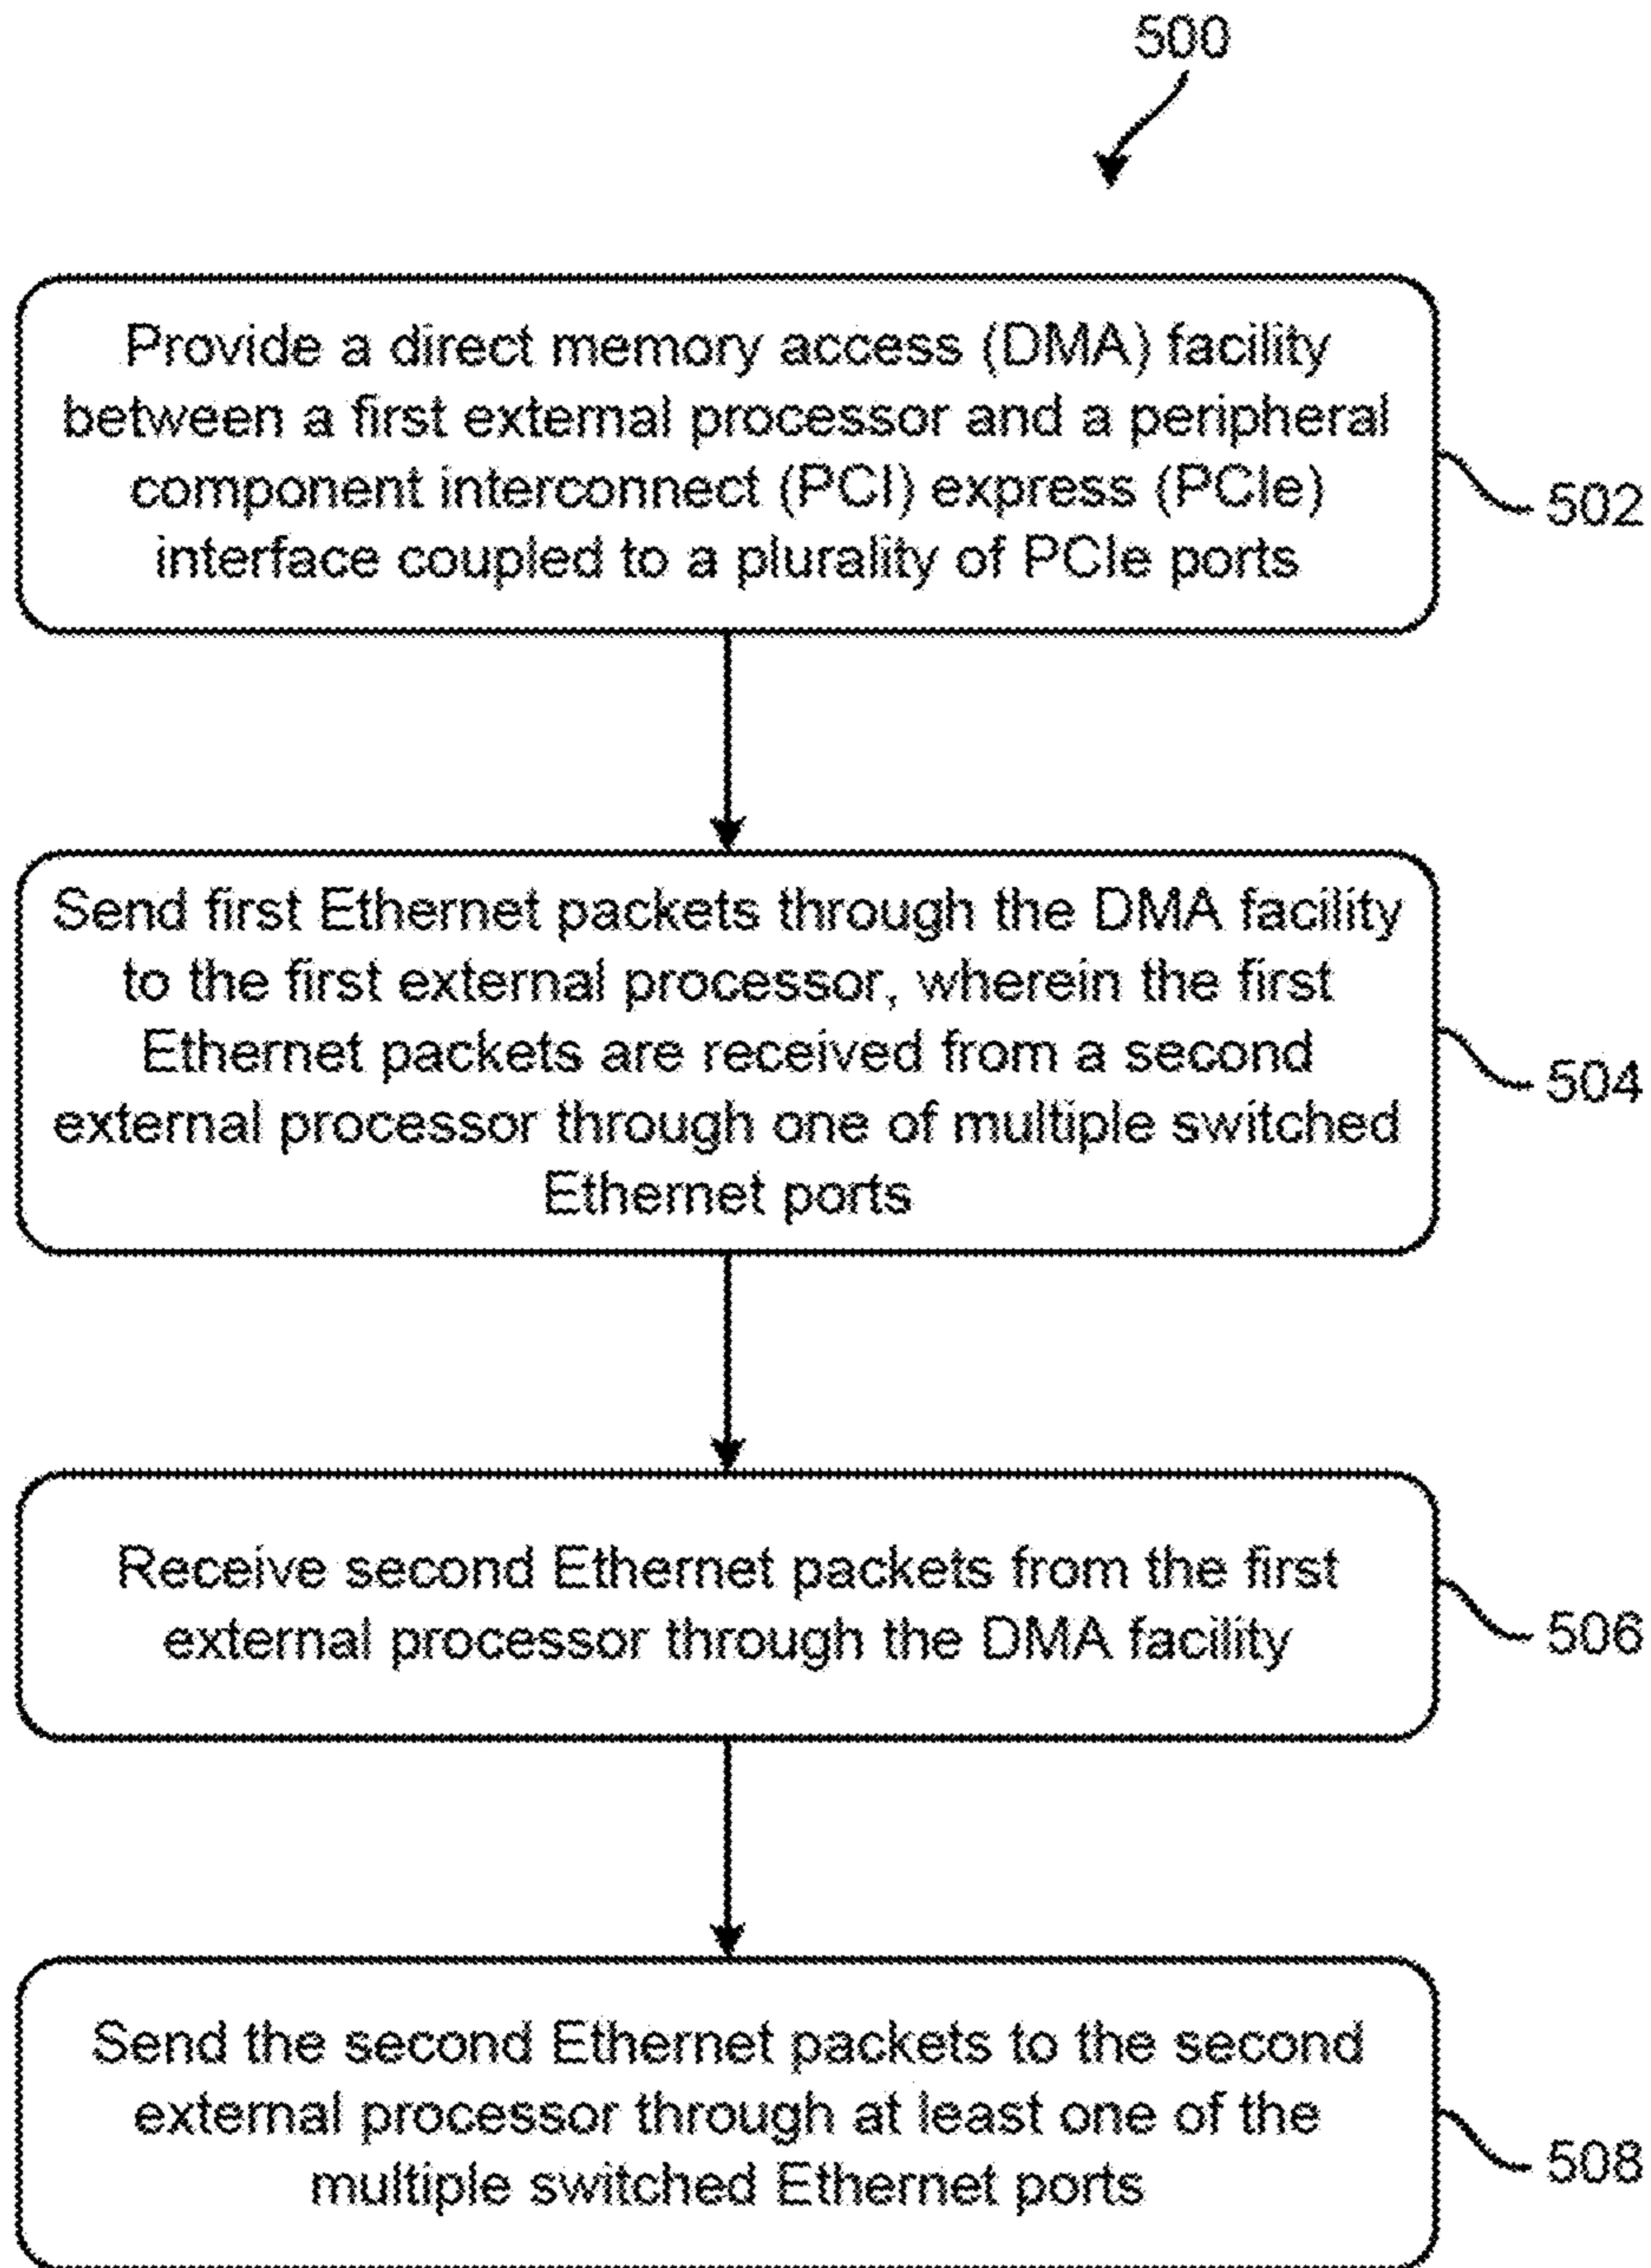 500
Provide a direct memory access (DMA) facility
between a first external processor and a peripheral
component interconnect (PCI) express (PCIe)
interface coupled to a plurality of PCIe ports
502
Send first Ethernet packets through the DMA facility
to the first external processor, wherein the first
Ethernet packets are received from a second
external processor through one of multiple switched
Ethernet ports
504
Receive second Ethernet packets from the first
external processor through the DMA facility
506
Send the second Ethernet packets to the second
external processor through at least one of the
multiple switched Ethernet ports
508